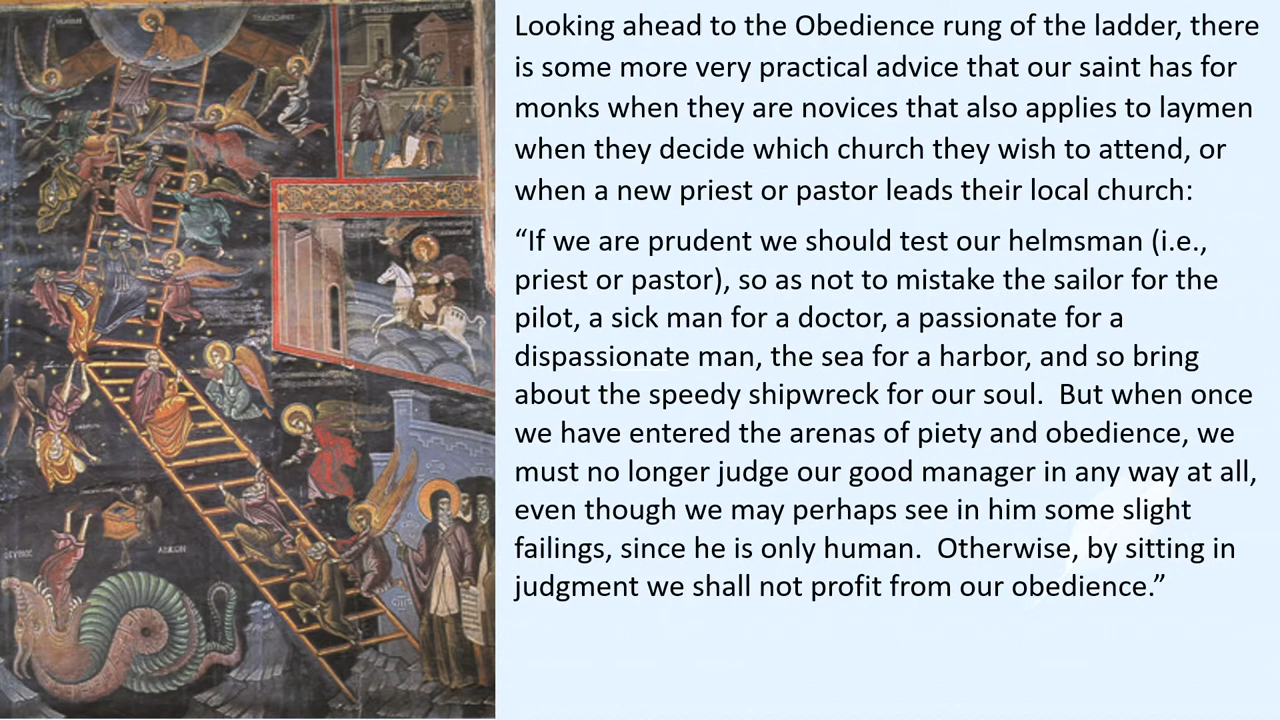 Looking ahead to the Obedience rung of the ladder, there
is some more very practical advice that our saint has for
monks when they are novices that also applies to laymen
when they decide which church they wish to attend, or
when a new priest or pastor leads their local church:
“If we are prudent we should test our helmsman (i.e.,
priest or pastor), so as not to mistake the sailor for the
pilot, a sick man for a doctor, a passionate for a
dispassionate man, the sea for a harbor, and so bring
about the speedy shipwreck for our soul.  But when once
we have entered the arenas of piety and obedience, we
must no longer judge our good manager in any way at all,
even though we may perhaps see in him some slight
failings, since he is only human.  Otherwise, by sitting in
judgment we shall not profit from our obedience.”